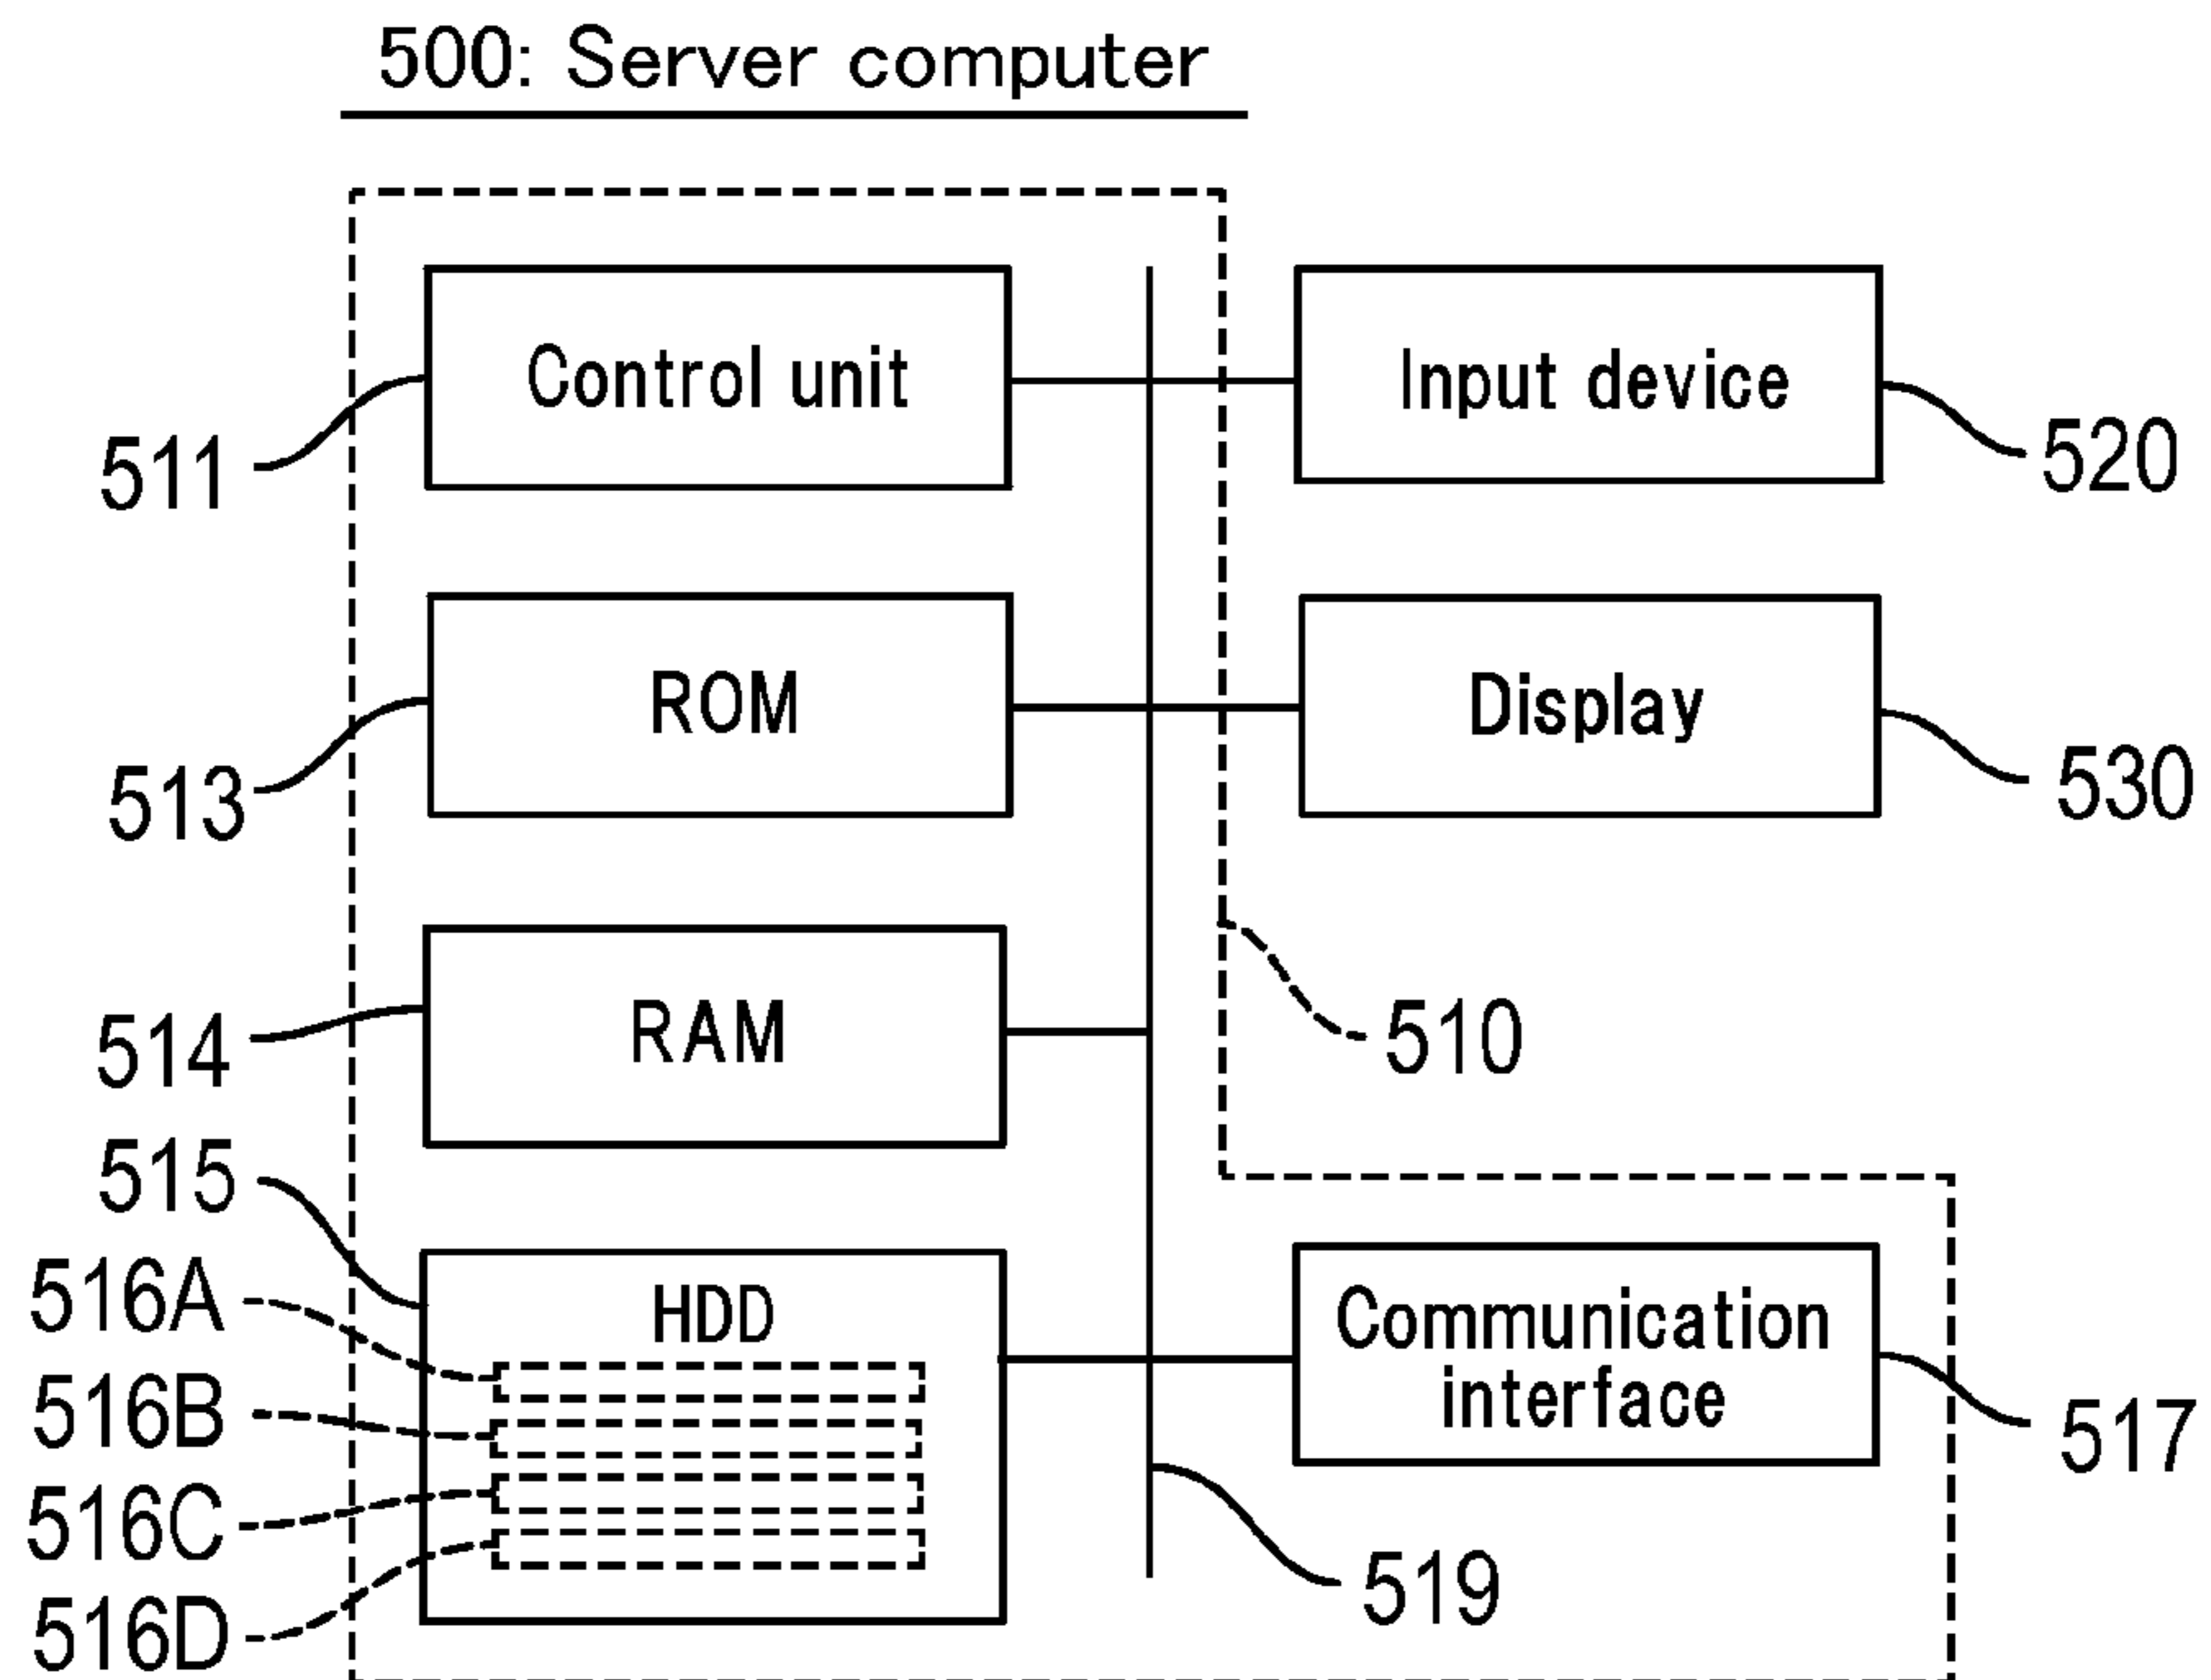 500: Server computer
Control unit
Input device
511
520
ROM
Display
513
530
RAM
514
510
515
HDD
516A
Communication
interface
516B
517
516C
519
516D